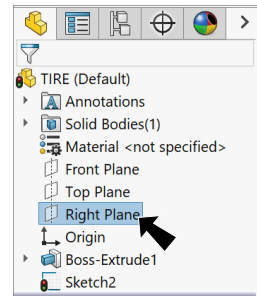 TIRE (Default)
Annotations
Solid Bodies(1)
Material <not specified>
Front Plane
Top Plane
Right Plane
Origin
Boss-Extrude1
Sketch2